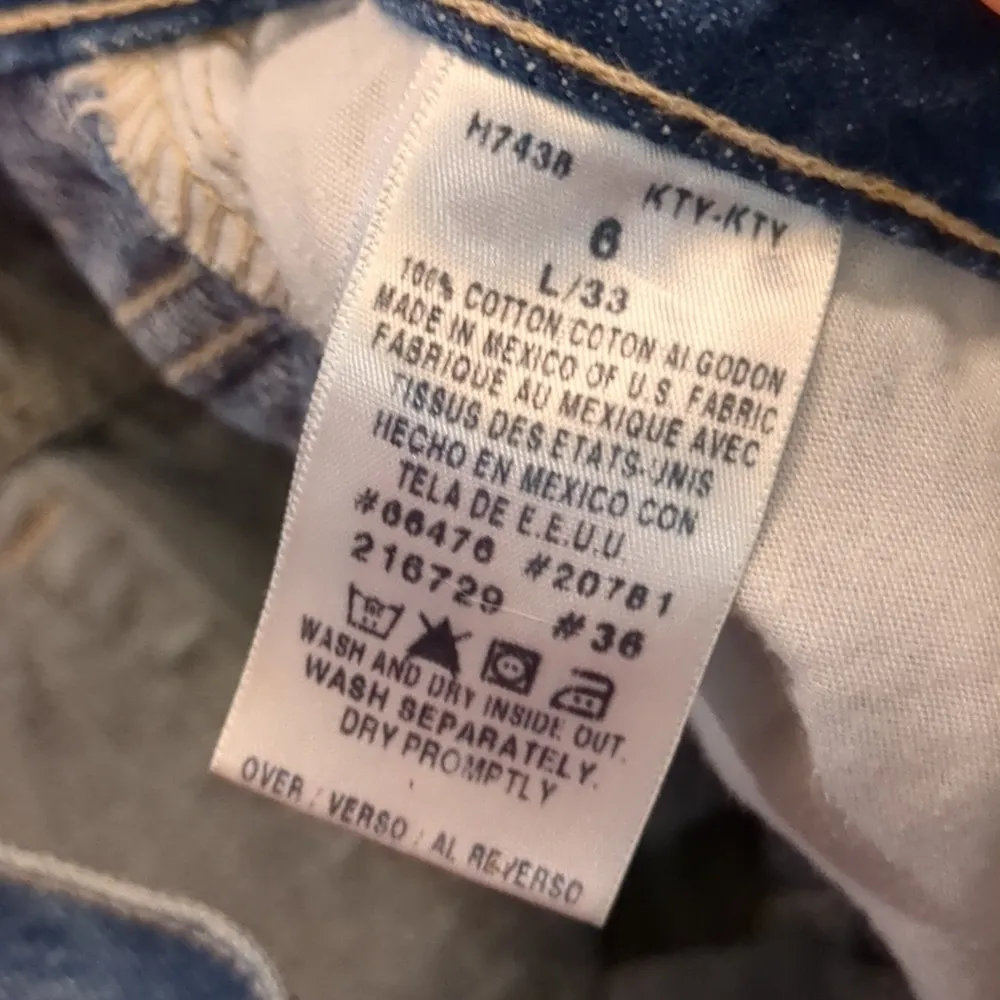 H7438
KTY-KTY
6
L/33
100% COTTON/COTON ALGODON
MADE IN MEXICO OF U.S. FABRIC
FABRIQUE AU MEXIQUE AVEC
TISSUS DES ETATS-UNIS
HECHO EN MEXICO CON
TELA DE E.E.U.U.
#66476 #20781
216729 #36
WASH AND DRY INSIDE OUT.
WASH SEPARATELY.
DRY PROMPTLY
OVER / VERSO / AL REVERSO